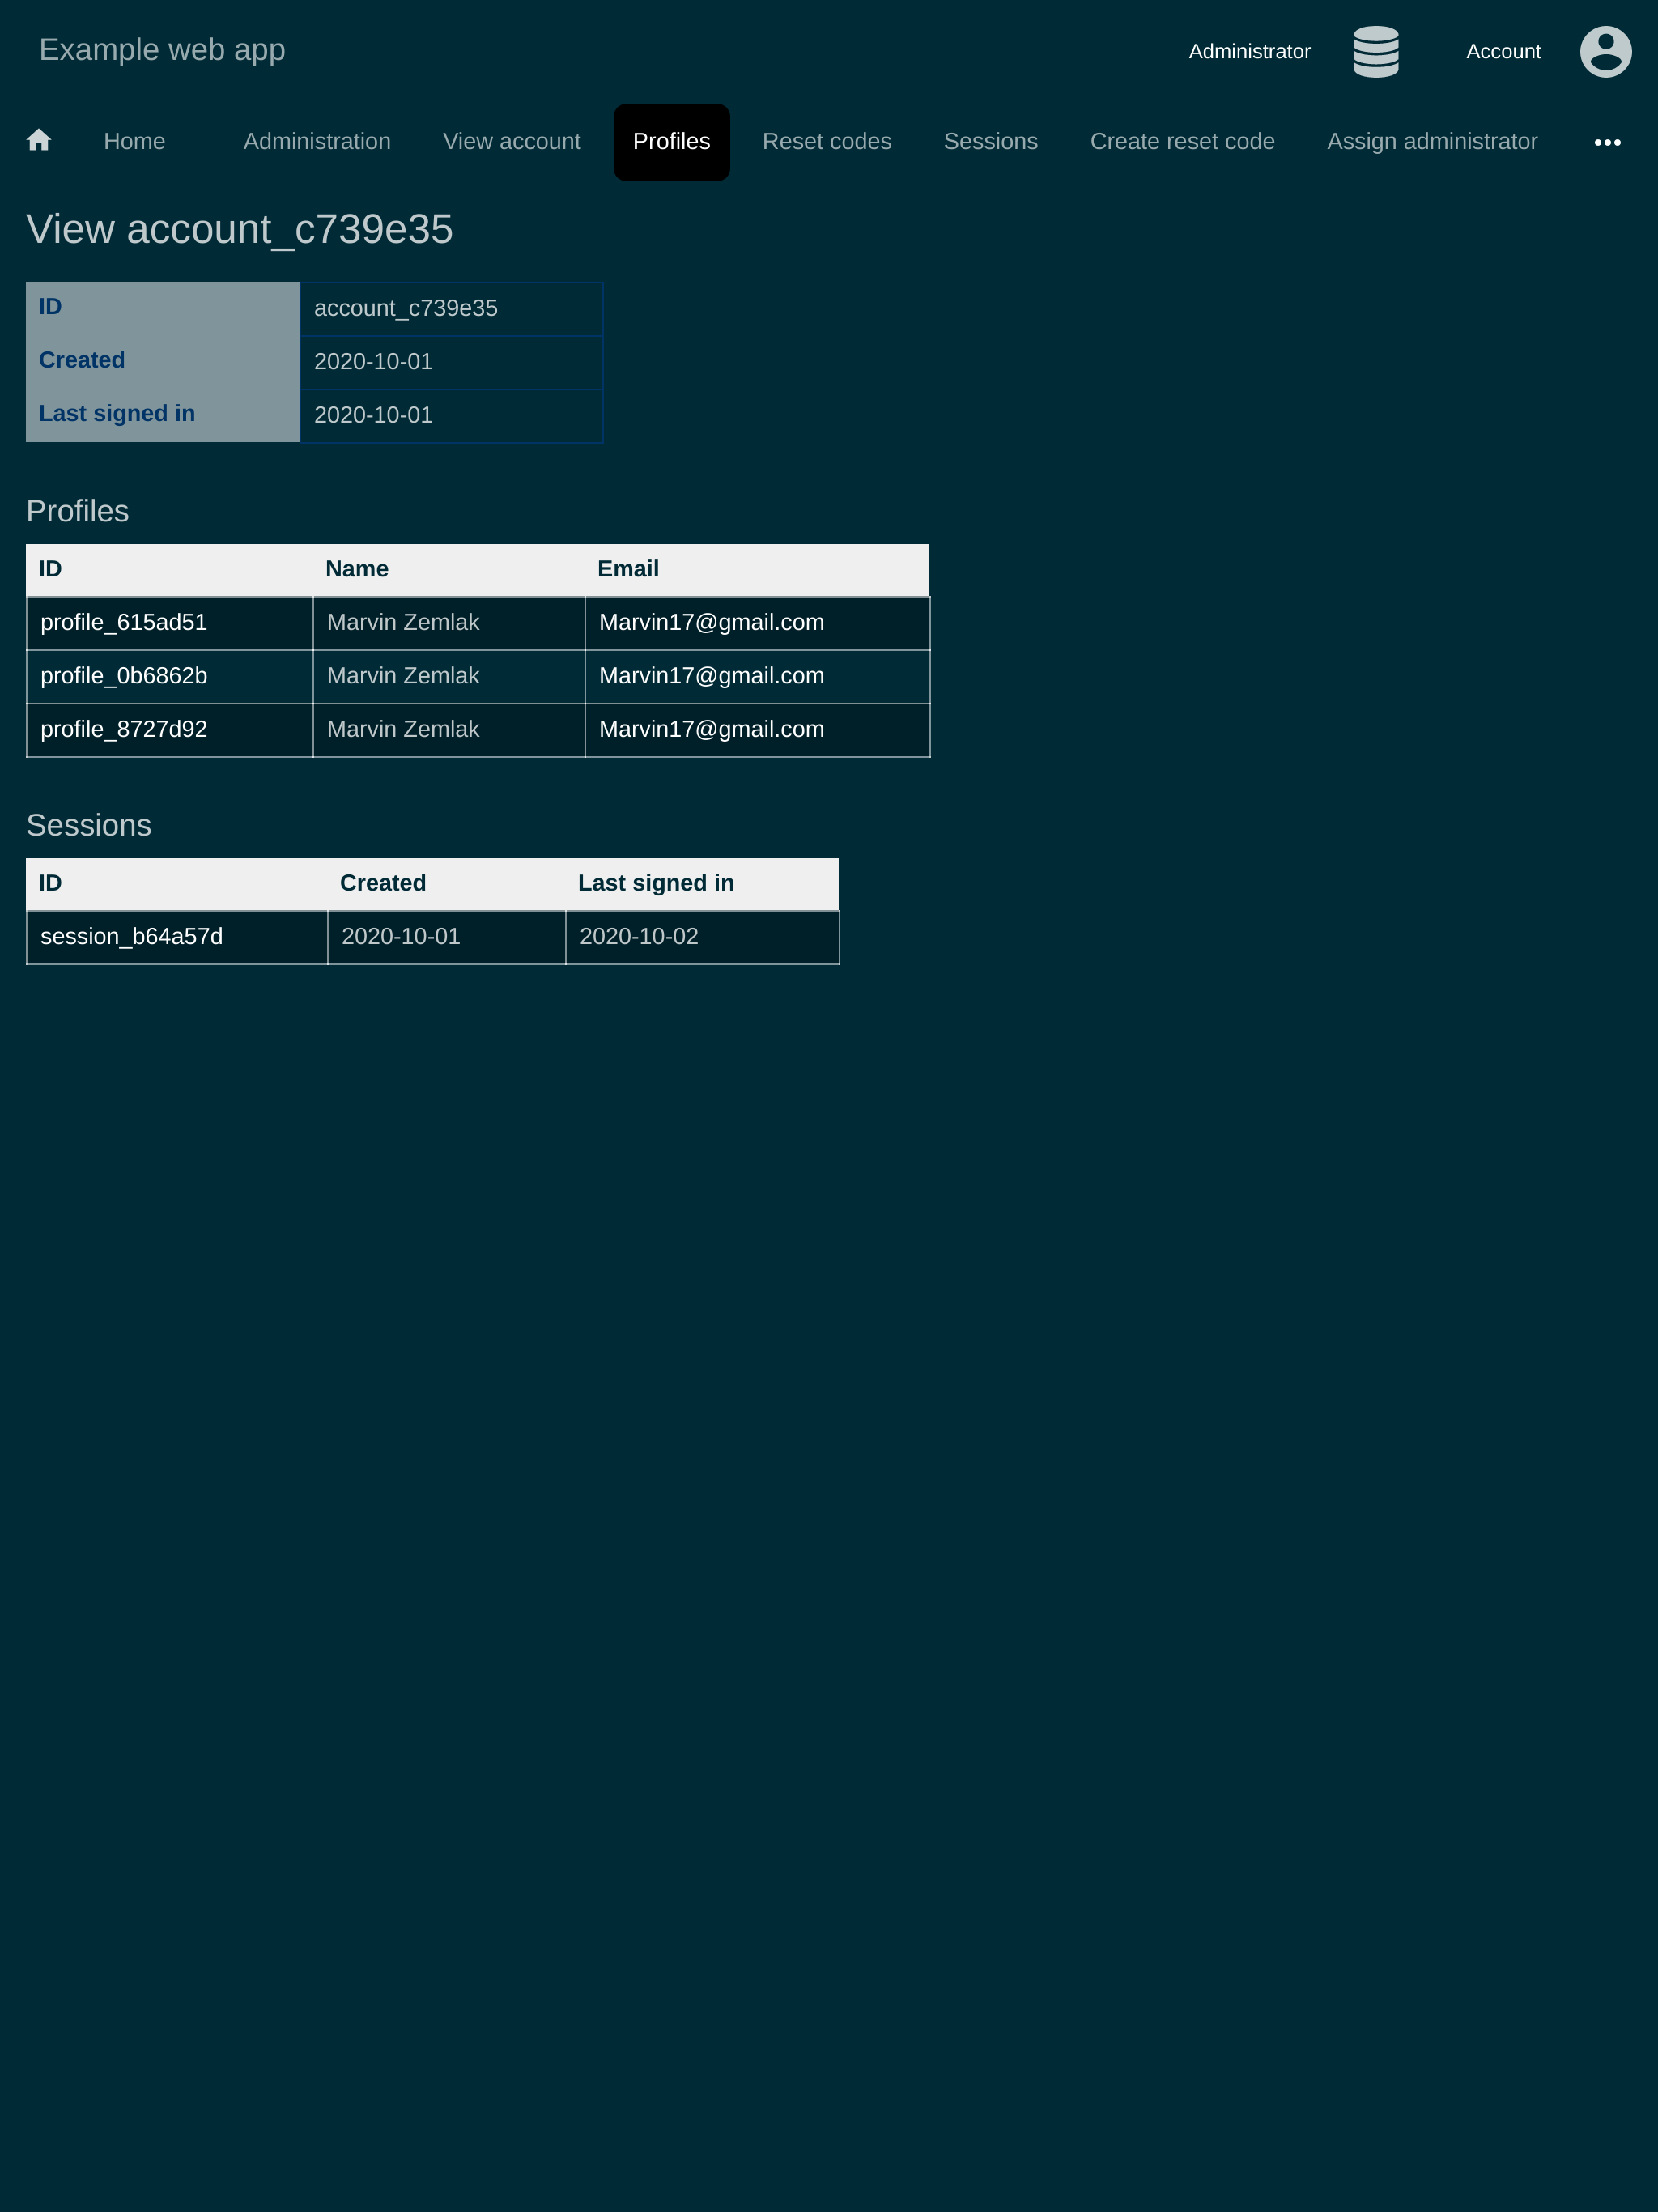 Example web app
Administrator
Account
Home Administration View account Profiles Reset codes Sessions Create reset code Assign administrator
View account_c739e35
ID account_c739e35
Created 2020-10-01
Last signed in 2020-10-01
Profiles
ID Name Email
profile_615ad51 Marvin Zemlak Marvin17@gmail.com
profile_0b6862b Marvin Zemlak Marvin17@gmail.com
profile_8727d92 Marvin Zemlak Marvin17@gmail.com
Sessions
ID Created Last signed in
session_b64a57d 2020-10-01 2020-10-02